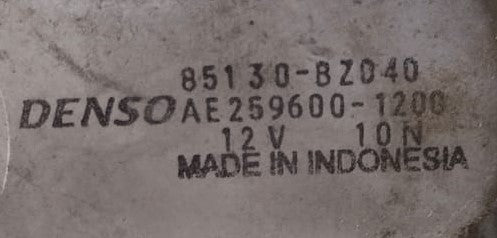 85130-BZ040
DENSO AE259600-1200
12V 10N
MADE IN INDONESIA